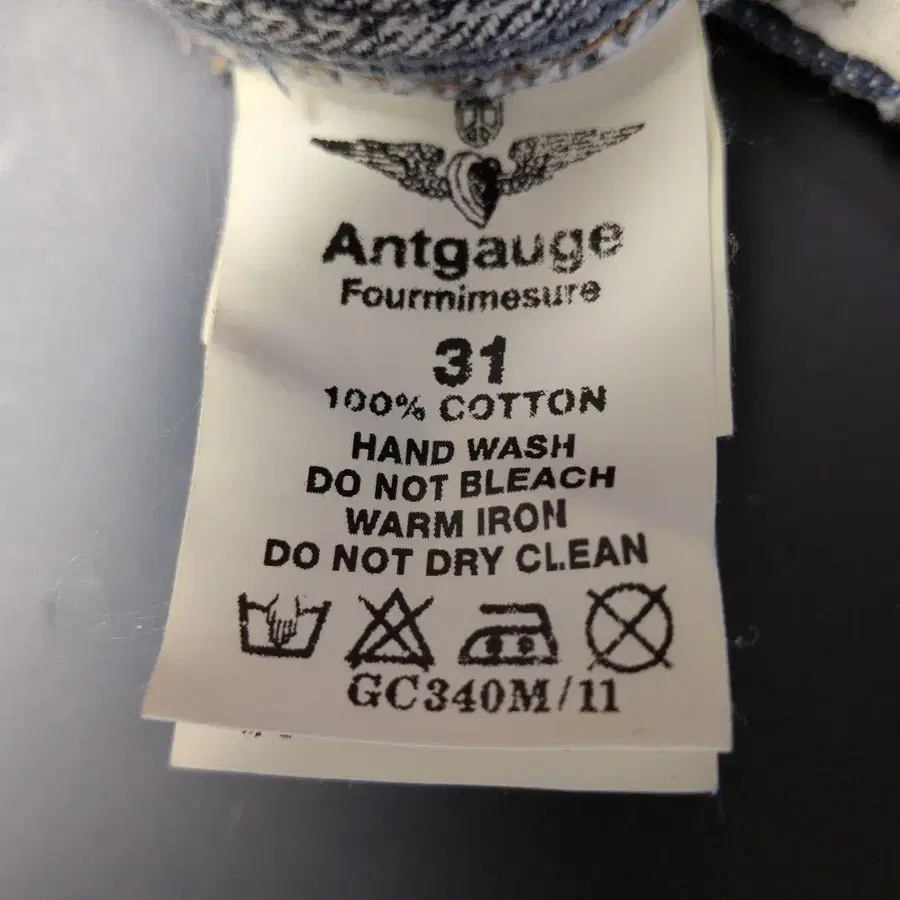 Antgauge
Fourmimesure
31
100% COTTON
HAND WASH
DO NOT BLEACH
WARM IRON
DO NOT DRY CLEAN
GC340M/11